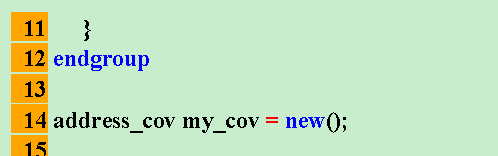 11 }
12 endgroup
13
14 address_cov my_cov = new();
15